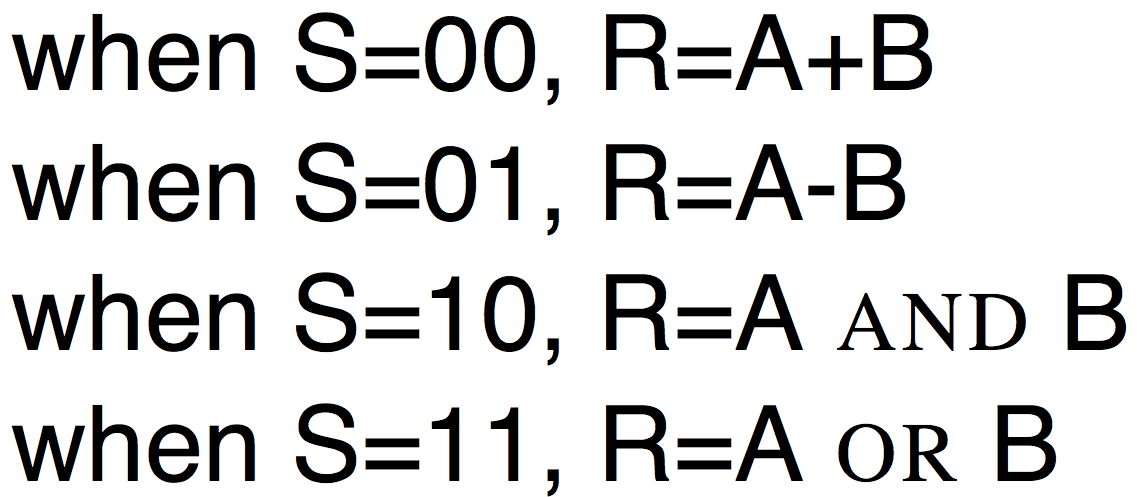 when S=00, R=A+B
when S=01, R=A-B
when S=10, R=A AND B
when S=11, R=A OR B